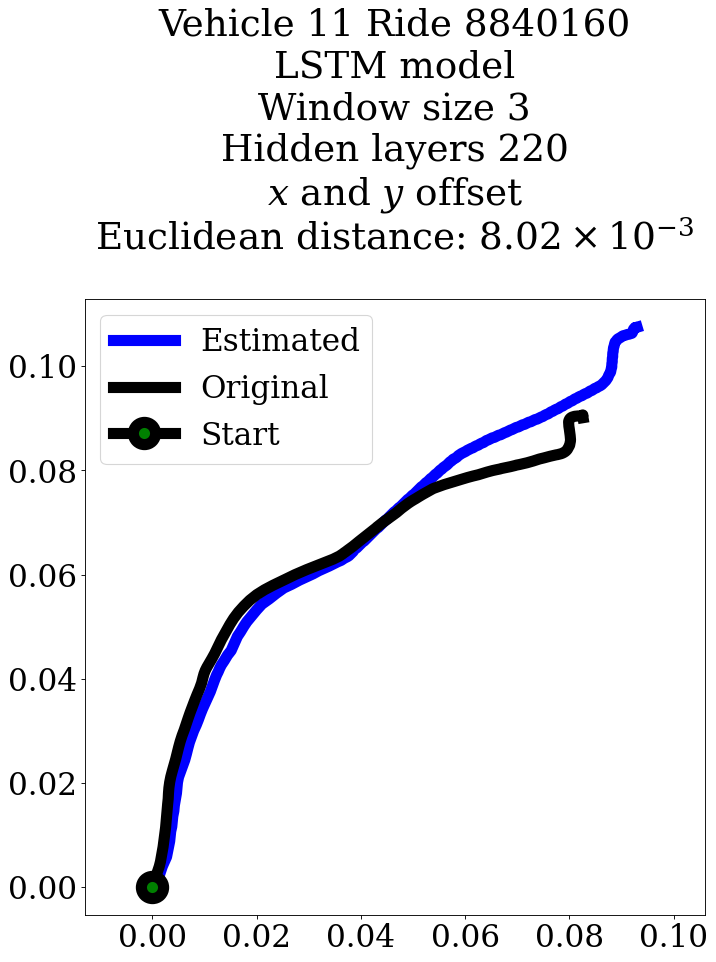 Vehicle 11 Ride 8840160
LSTM model
Window size 3
Hidden layers 220
x and y offset
Euclidean distance: 8.02 × 10⁻³
Estimated
Original
Start
0.10
0.08
0.06
0.04
0.02
0.00
0.00 0.02 0.04 0.06 0.08 0.10